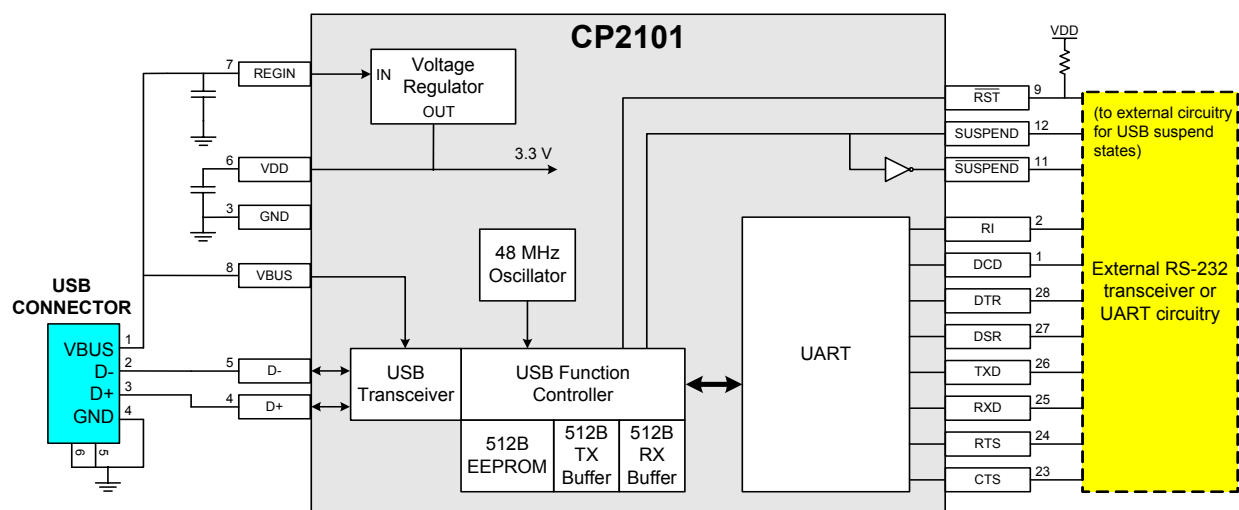 CP2101
7
REGIN
IN
Voltage
Regulator
OUT
6
VDD
3.3 V
3
GND
8
VBUS
48 MHz
Oscillator
USB
CONNECTOR
VBUS
1
D-
2
D+
3
GND
4
6
5
5
D-
4
D+
USB
Transceiver
USB Function
Controller
512B
EEPROM
512B
TX
Buffer
512B
RX
Buffer
UART
VDD
RST
9
SUSPEND
12
SUSPEND
11
RI
2
DCD
1
DTR
28
DSR
27
TXD
26
RXD
25
RTS
24
CTS
23
(to external circuitry
for USB suspend
states)
External RS-232
transceiver or
UART circuitry